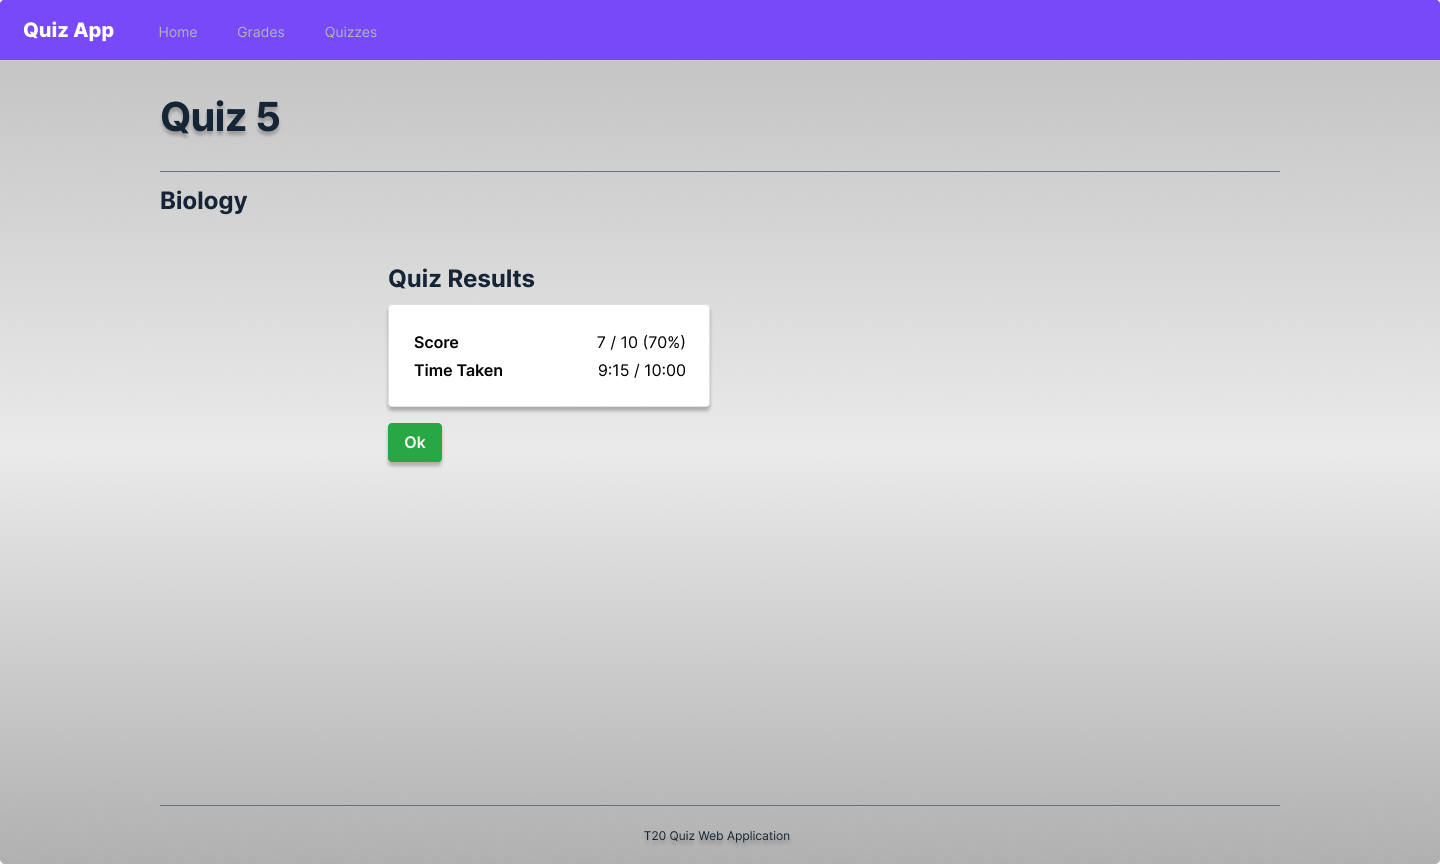 Quiz App Home Grades Quizzes
Quiz 5
Biology
Quiz Results
Score 7 / 10 (70%)
Time Taken 9:15 / 10:00
Ok
T20 Quiz Web Application